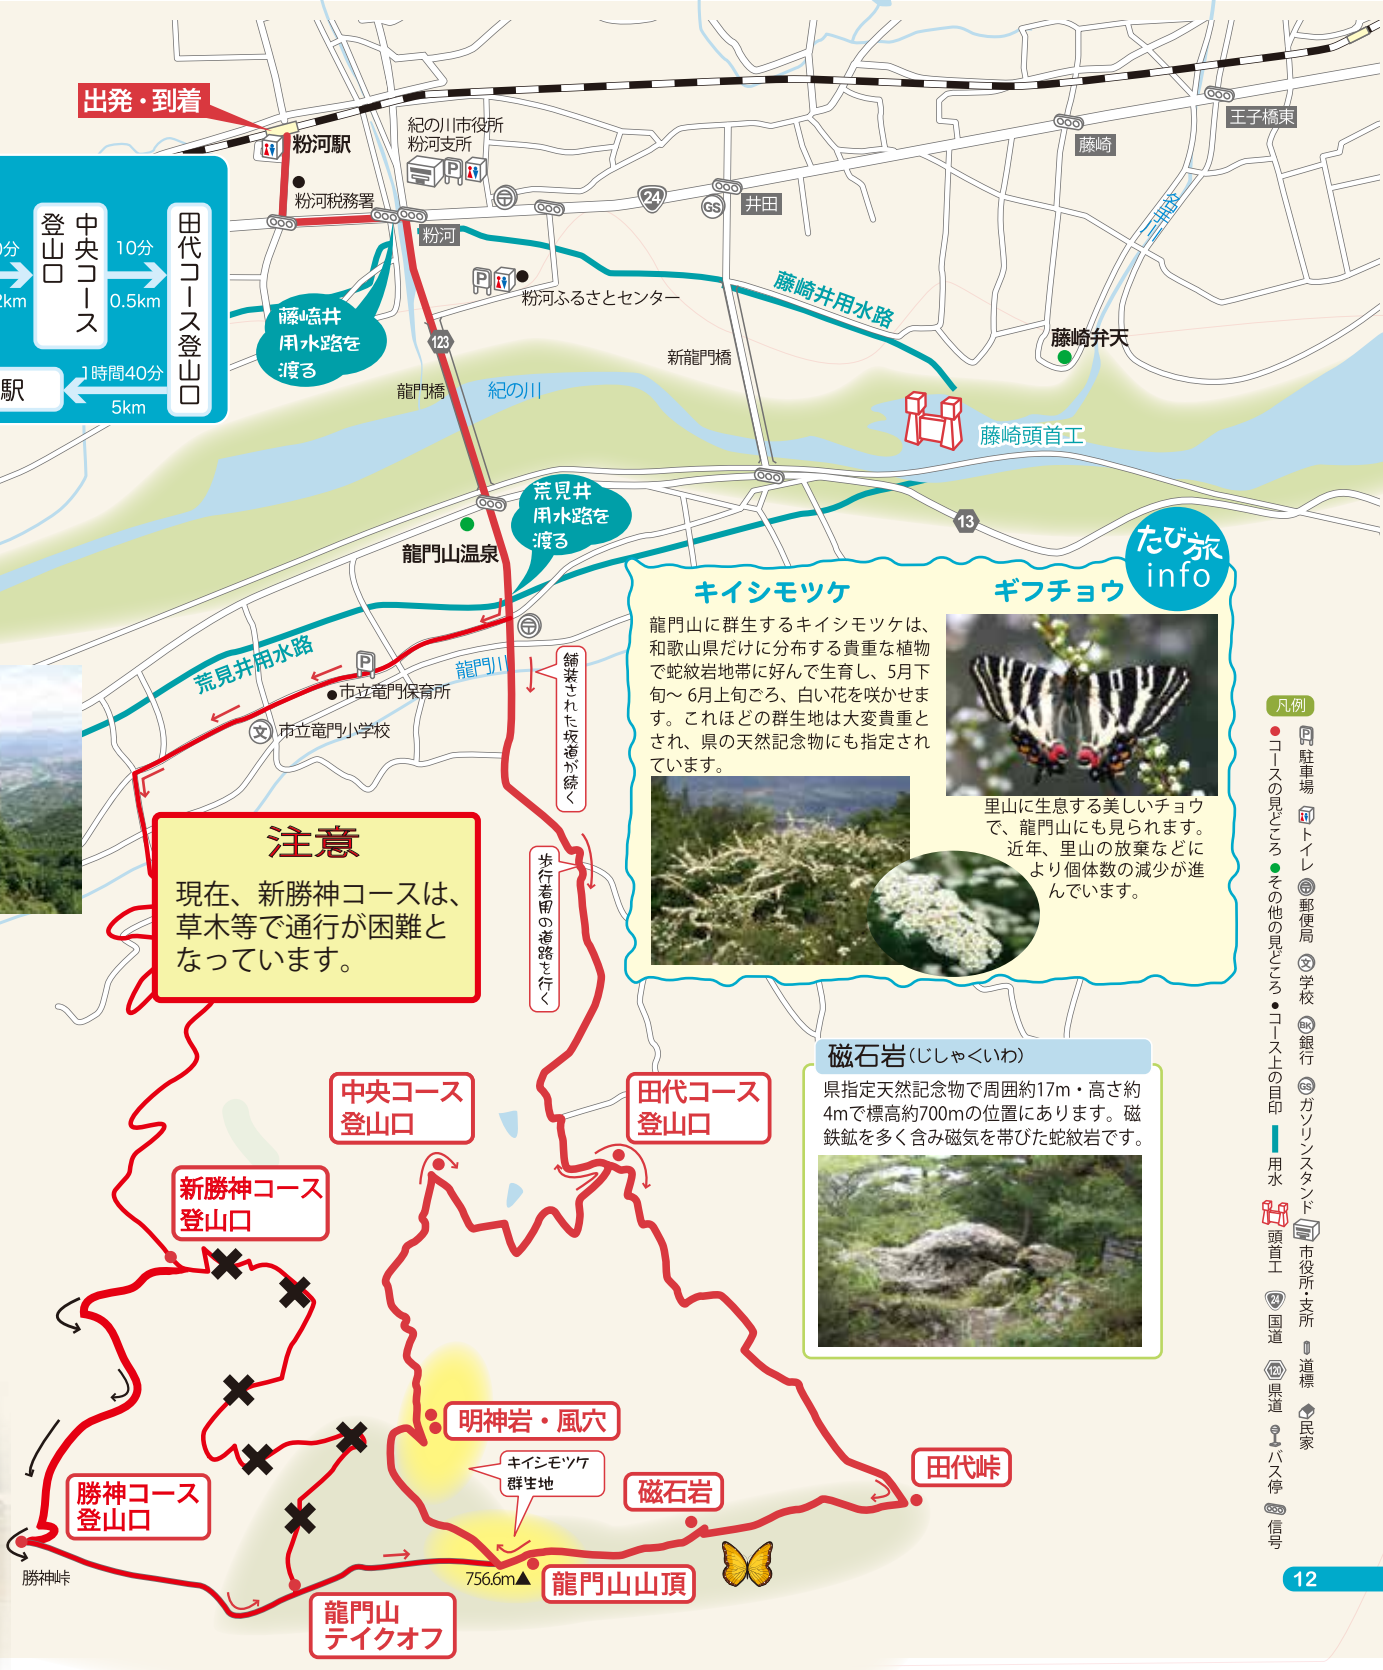 出発・到着
粉河駅
粉河税務署
紀の川市役所
粉河支所
粉河
24
GS
井田
藤崎
王子橋東
名手川
中央コース
登山口
10分
0.5km
田代コース登山口
0分
2km
駅
1時間40分
5km
藤崎井
用水路を
渡る
粉河ふるさとセンター
藤崎井用水路
新龍門橋
藤崎弁天
123
龍門橋
紀の川
藤崎頭首工
荒見井
用水路を
渡る
龍門山温泉
13
荒見井用水路
龍門川
P
市立竜門保育所
文
市立竜門小学校
舗装された坂道が続く
歩行者用の道路を行く
たび旅
info
キイシモツケ
龍門山に群生するキイシモツケは、
和歌山県だけに分布する貴重な植物
で蛇紋岩地帯に好んで生育し、5月下
旬〜6月上旬ごろ、白い花を咲かせま
す。これほどの群生地は大変貴重と
され、県の天然記念物にも指定され
ています。
ギフチョウ
里山に生息する美しいチョウ
で、龍門山にも見られます。
近年、里山の放棄などに
より個体数の減少が進
んでいます。
注意
現在、新勝神コースは、
草木等で通行が困難と
なっています。
磁石岩(じしゃくいわ)
県指定天然記念物で周囲約17m・高さ約
4mで標高約700mの位置にあります。磁
鉄鉱を多く含み磁気を帯びた蛇紋岩です。
中央コース
登山口
田代コース
登山口
新勝神コース
登山口
明神岩・風穴
キイシモツケ
群生地
磁石岩
田代峠
勝神コース
登山口
勝神峠
756.6m▲
龍門山山頂
龍門山
テイクオフ
凡例
P 駐車場
トイレ
郵便局
文 学校
BK 銀行
GS ガソリンスタンド
市役所・支所
道標
民家
●コースの見どころ
●その他の見どころ
●コース上の目印
用水
頭首工
24 国道
120 県道
バス停
信号
12